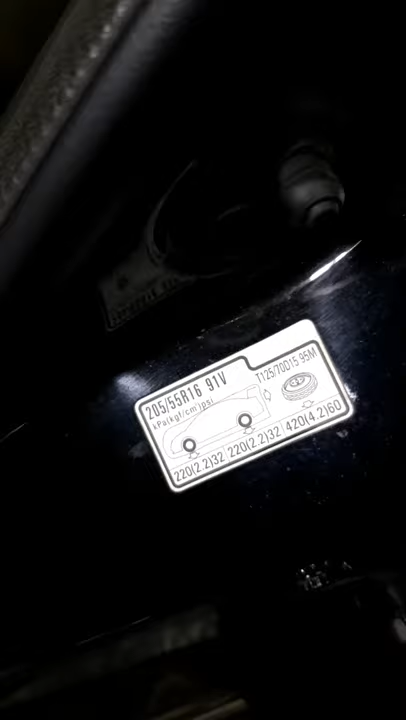 205/55R16 91V
T125/70D15 95M
kPa(kgf/cm²)psi
220(2.2)32 220(2.2)32 420(4.2)60